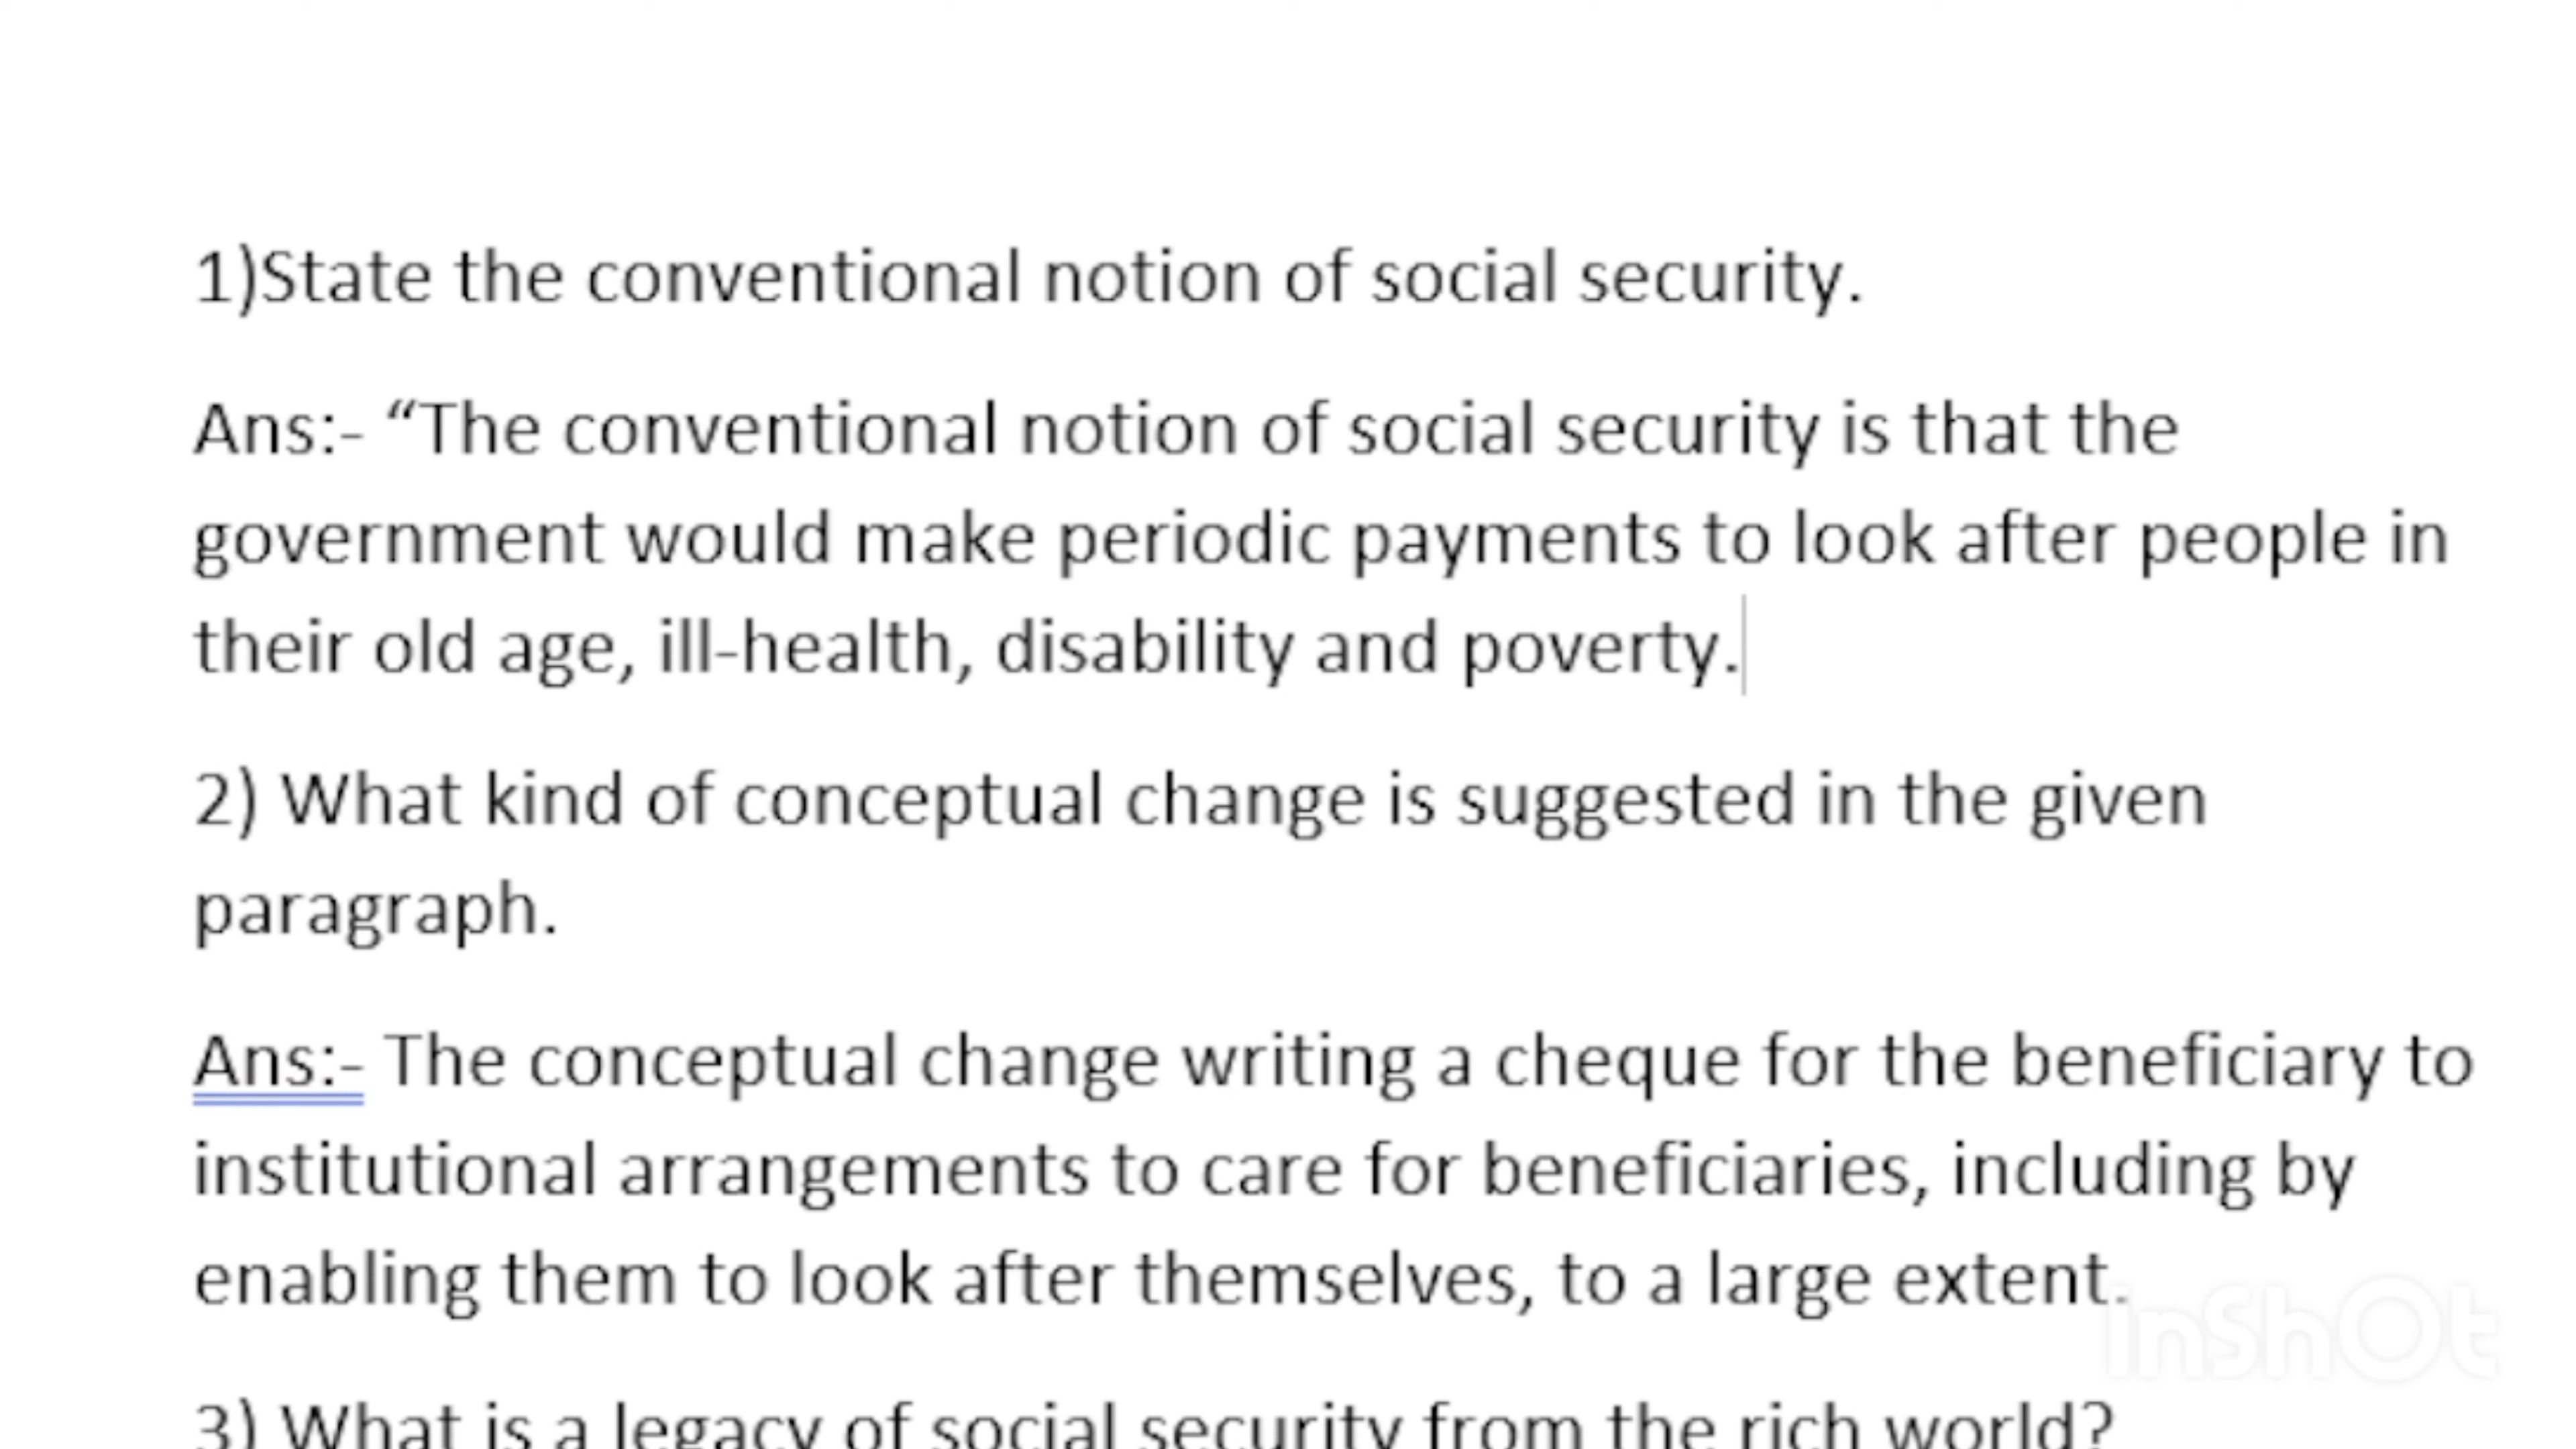 1)State the conventional notion of social security.
Ans:- “The conventional notion of social security is that the
government would make periodic payments to look after people in
their old age, ill-health, disability and poverty.
2) What kind of conceptual change is suggested in the given
paragraph.
Ans:- The conceptual change writing a cheque for the beneficiary to
institutional arrangements to care for beneficiaries, including by
enabling them to look after themselves, to a large extent.
InShOt
3) What is a legacy of social security from the rich world?